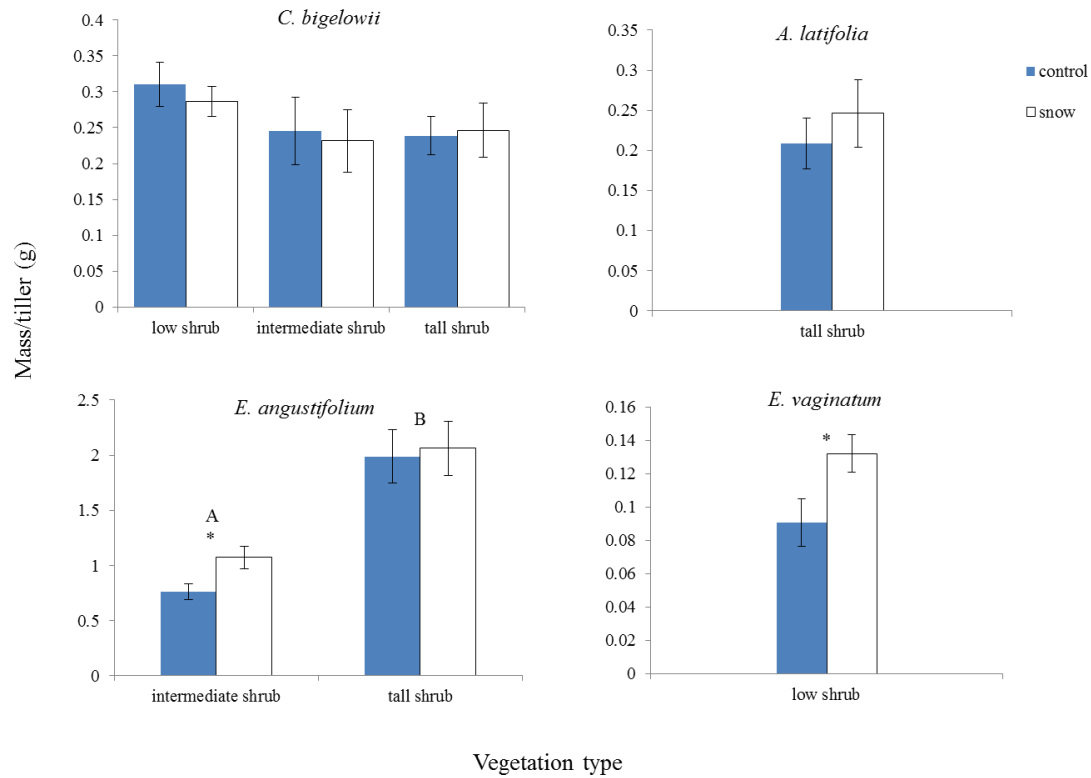 C. bigelowii
0.4
0.35
0.3
0.25
0.2
0.15
0.1
0.05
0
low shrub intermediate shrub tall shrub
A. latifolia
0.35
0.3
0.25
0.2
0.15
0.1
0.05
0
tall shrub
control
snow
Mass/tiller (g)
E. angustifolium
2.5
2
1.5
1
0.5
0
A
*
B
intermediate shrub tall shrub
E. vaginatum
0.16
0.14
0.12
0.1
0.08
0.06
0.04
0.02
0
*
low shrub
Vegetation type